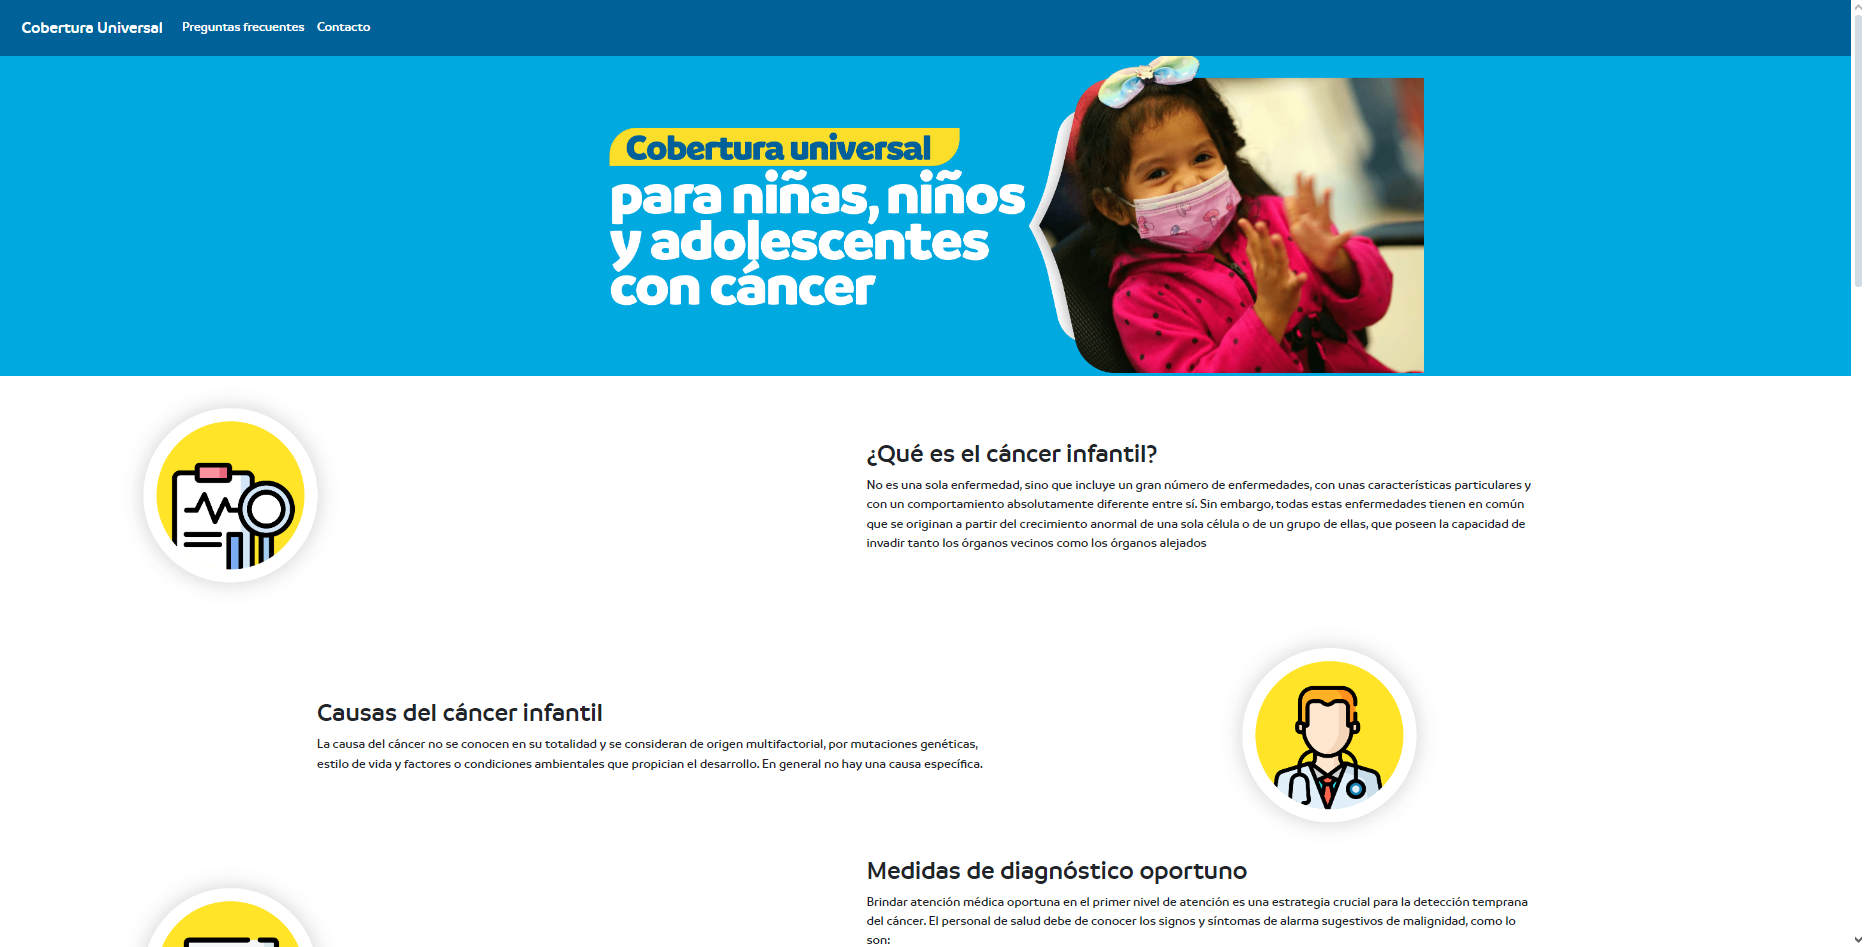 Cobertura Universal
Preguntas frecuentes
Contacto
Cobertura universal
para niñas, niños
y adolescentes
con cáncer
¿Qué es el cáncer infantil?
No es una sola enfermedad, sino que incluye un gran número de enfermedades, con unas características particulares y
con un comportamiento absolutamente diferente entre sí. Sin embargo, todas estas enfermedades tienen en común
que se originan a partir del crecimiento anormal de una sola célula o de un grupo de ellas, que poseen la capacidad de
invadir tanto los órganos vecinos como los órganos alejados
Causas del cáncer infantil
La causa del cáncer no se conocen en su totalidad y se consideran de origen multifactorial, por mutaciones genéticas,
estilo de vida y factores o condiciones ambientales que propician el desarrollo. En general no hay una causa específica.
Medidas de diagnóstico oportuno
Brindar atención médica oportuna en el primer nivel de atención es una estrategia crucial para la detección temprana
del cáncer. El personal de salud debe de conocer los signos y síntomas de alarma sugestivos de malignidad, como lo
son: